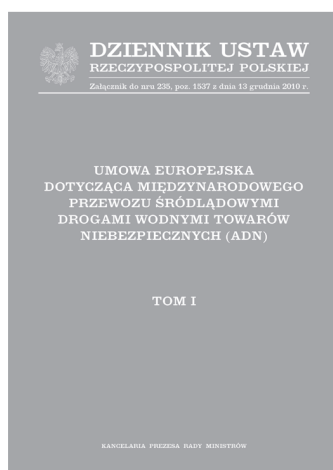 DZIENNIK USTAW
RZECZYPOSPOLITEJ POLSKIEJ
Załącznik do nru 235, poz. 1537 z dnia 13 grudnia 2010 r.
UMOWA EUROPEJSKA
DOTYCZĄCA MIĘDZYNARODOWEGO
PRZEWOZU ŚRÓDLĄDOWYMI
DROGAMI WODNYMI TOWARÓW
NIEBEZPIECZNYCH (ADN)
TOM I
KANCELARIA PREZESA RADY MINISTRÓW